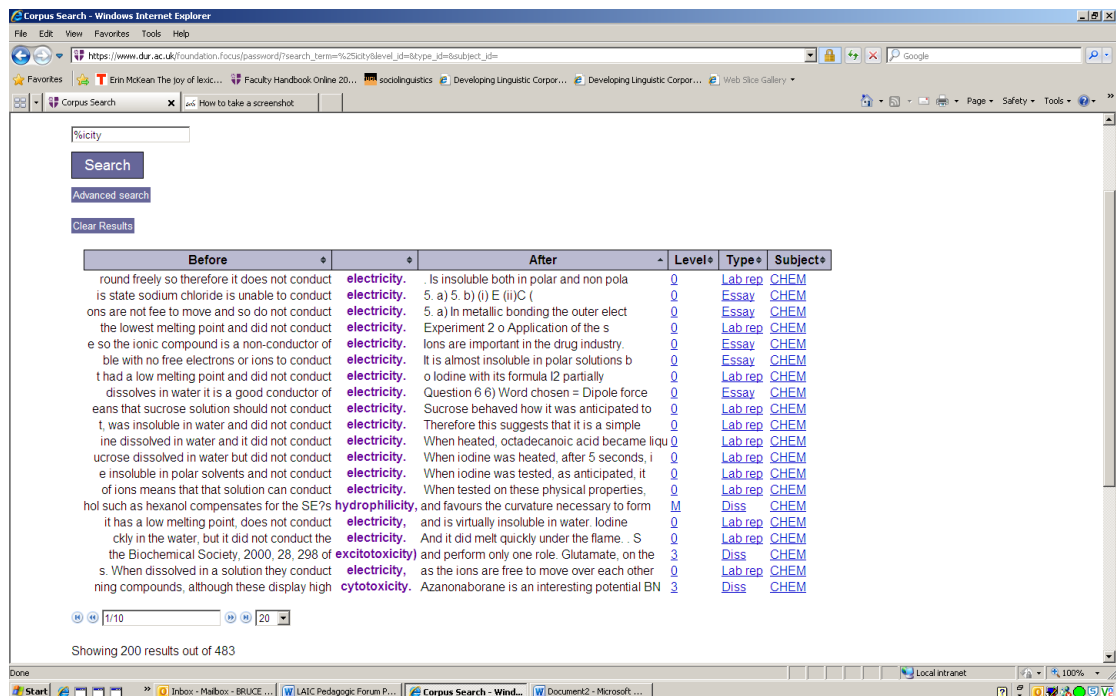 Corpus Search - Windows Internet Explorer
File Edit View Favorites Tools Help
https://www.dur.ac.uk/foundation.focus/password/?search_term=%25icity&level_id=&type_id=&subject_id=
Google
Favorites Erin McKean The joy of lexic... Faculty Handbook Online 20... sociolinguistics Developing Linguistic Corpor... Developing Linguistic Corpor... Web Slice Gallery
Corpus Search How to take a screenshot Page Safety Tools
%icity
Search
Advanced search
Clear Results
Before After Level Type Subject
round freely so therefore it does not conduct electricity. . Is insoluble both in polar and non pola 0 Lab rep CHEM
is state sodium chloride is unable to conduct electricity. 5. a) 5. b) (i) E (ii)C ( 0 Essay CHEM
ons are not fee to move and so do not conduct electricity. 5. a) In metallic bonding the outer elect 0 Essay CHEM
the lowest melting point and did not conduct electricity. Experiment 2 o Application of the s 0 Lab rep CHEM
e so the ionic compound is a non-conductor of electricity. Ions are important in the drug industry. 0 Essay CHEM
ble with no free electrons or ions to conduct electricity. It is almost insoluble in polar solutions b 0 Essay CHEM
t had a low melting point and did not conduct electricity. o Iodine with its formula I2 partially 0 Lab rep CHEM
dissolves in water it is a good conductor of electricity. Question 6 6) Word chosen = Dipole force 0 Essay CHEM
eans that sucrose solution should not conduct electricity. Sucrose behaved how it was anticipated to 0 Lab rep CHEM
t, was insoluble in water and did not conduct electricity. Therefore this suggests that it is a simple 0 Lab rep CHEM
ine dissolved in water and it did not conduct electricity. When heated, octadecanoic acid became liqu 0 Lab rep CHEM
ucrose dissolved in water but did not conduct electricity. When iodine was heated, after 5 seconds, i 0 Lab rep CHEM
e insoluble in polar solvents and not conduct electricity. When iodine was tested, as anticipated, it 0 Lab rep CHEM
of ions means that that solution can conduct electricity. When tested on these physical properties, 0 Lab rep CHEM
hol such as hexanol compensates for the SE?s hydrophilicity, and favours the curvature necessary to form M Diss CHEM
it has a low melting point, does not conduct electricity, and is virtually insoluble in water. Iodine 0 Lab rep CHEM
ckly in the water, but it did not conduct the electricity. And it did melt quickly under the flame. . S 0 Lab rep CHEM
the Biochemical Society, 2000, 28, 298 of excitotoxicity) and perform only one role. Glutamate, on the 3 Diss CHEM
s. When dissolved in a solution they conduct electricity, as the ions are free to move over each other 0 Lab rep CHEM
ning compounds, although these display high cytotoxicity. Azanonaborane is an interesting potential BN 3 Diss CHEM
1/10 20
Showing 200 results out of 483
Done Local intranet 100%
Start Inbox - Mailbox - BRUCE ... LAIC Pedagogic Forum P... Corpus Search - Wind... Document2 - Microsoft ...